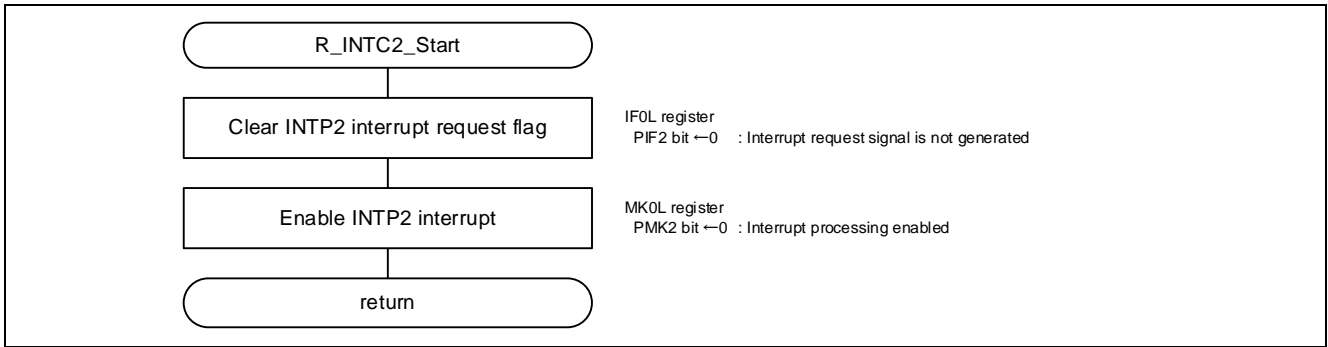 R_INTC2_Start
Clear INTP2 interrupt request flag
IF0L register
PIF2 bit ←0 : Interrupt request signal is not generated
Enable INTP2 interrupt
MK0L register
PMK2 bit ←0 : Interrupt processing enabled
return